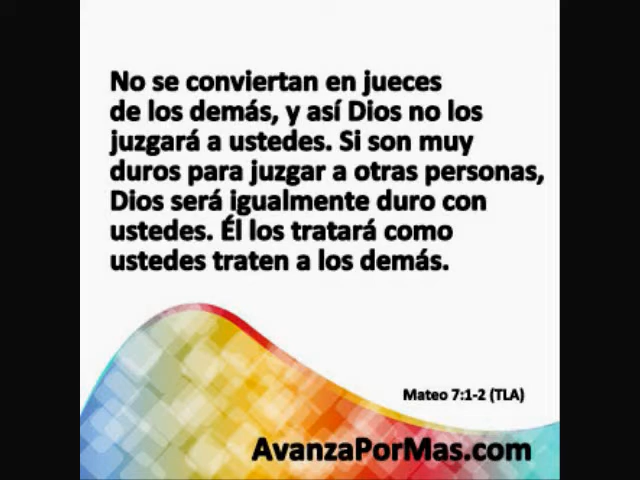 No se conviertan en jueces
de los demás, y así Dios no los
juzgará a ustedes. Si son muy
duros para juzgar a otras personas,
Dios será igualmente duro con
ustedes. Él los tratará como
ustedes traten a los demás.
Mateo 7:1-2 (TLA)
AvanzaPorMas.com